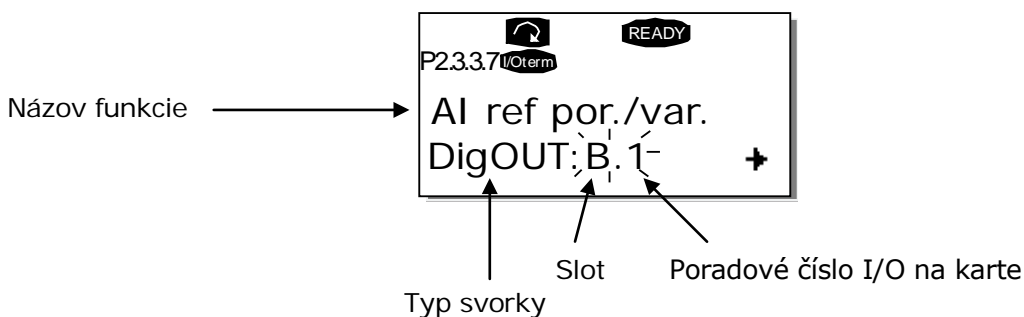 READY
P2.3.3.7 I/Oterm
Názov funkcie
AI ref por./var.
DigOUT:B.1
Slot
Poradové číslo I/O na karte
Typ svorky